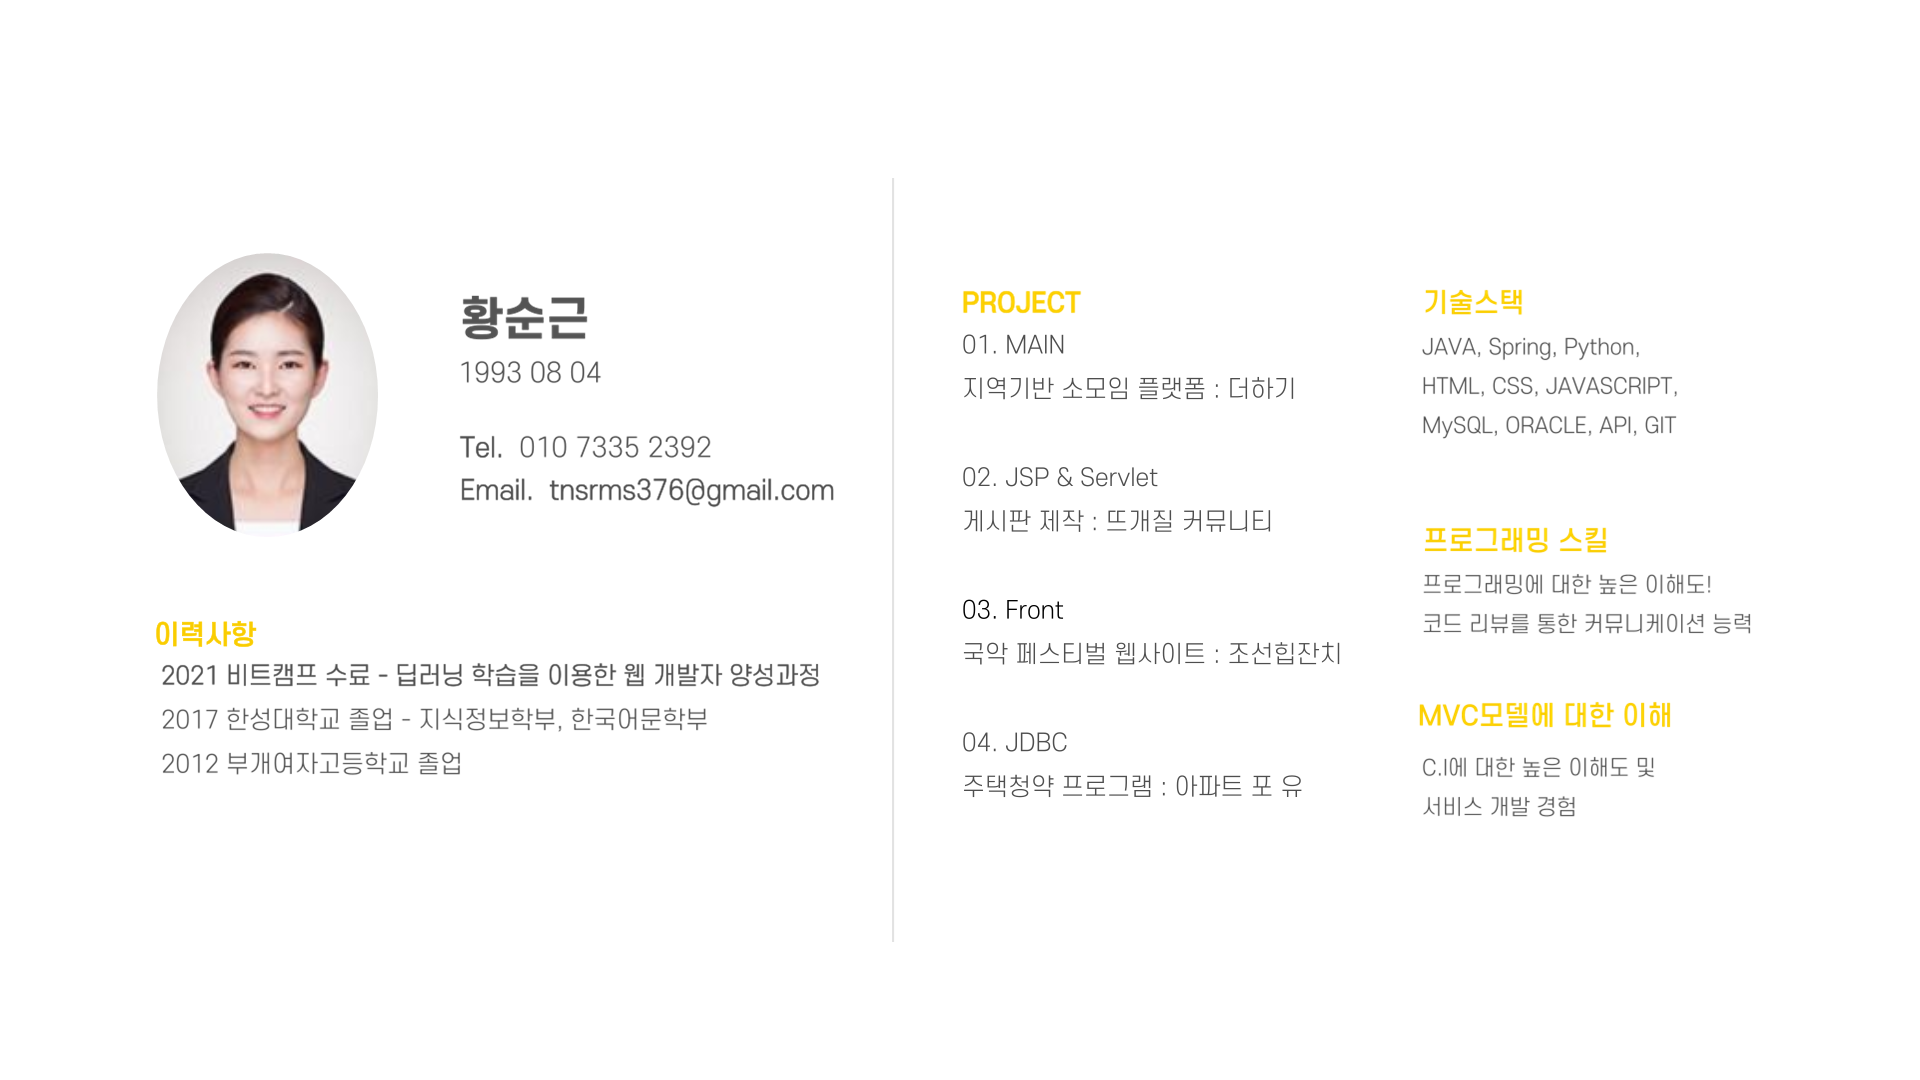 황순근
1993 08 04
Tel. 010 7335 2392
Email. tnsrms376@gmail.com
이력사항
2021 비트캠프 수료 - 딥러닝 학습을 이용한 웹 개발자 양성과정
2017 한성대학교 졸업 - 지식정보학부, 한국어문학부
2012 부개여자고등학교 졸업
PROJECT
01. MAIN
지역기반 소모임 플랫폼 : 더하기
02. JSP & Servlet
게시판 제작 : 뜨개질 커뮤니티
03. Front
국악 페스티벌 웹사이트 : 조선힙잔치
04. JDBC
주택청약 프로그램 : 아파트 포 유
기술스택
JAVA, Spring, Python,
HTML, CSS, JAVASCRIPT,
MySQL, ORACLE, API, GIT
프로그래밍 스킬
프로그래밍에 대한 높은 이해도!
코드 리뷰를 통한 커뮤니케이션 능력
MVC모델에 대한 이해
C.I에 대한 높은 이해도 및
서비스 개발 경험